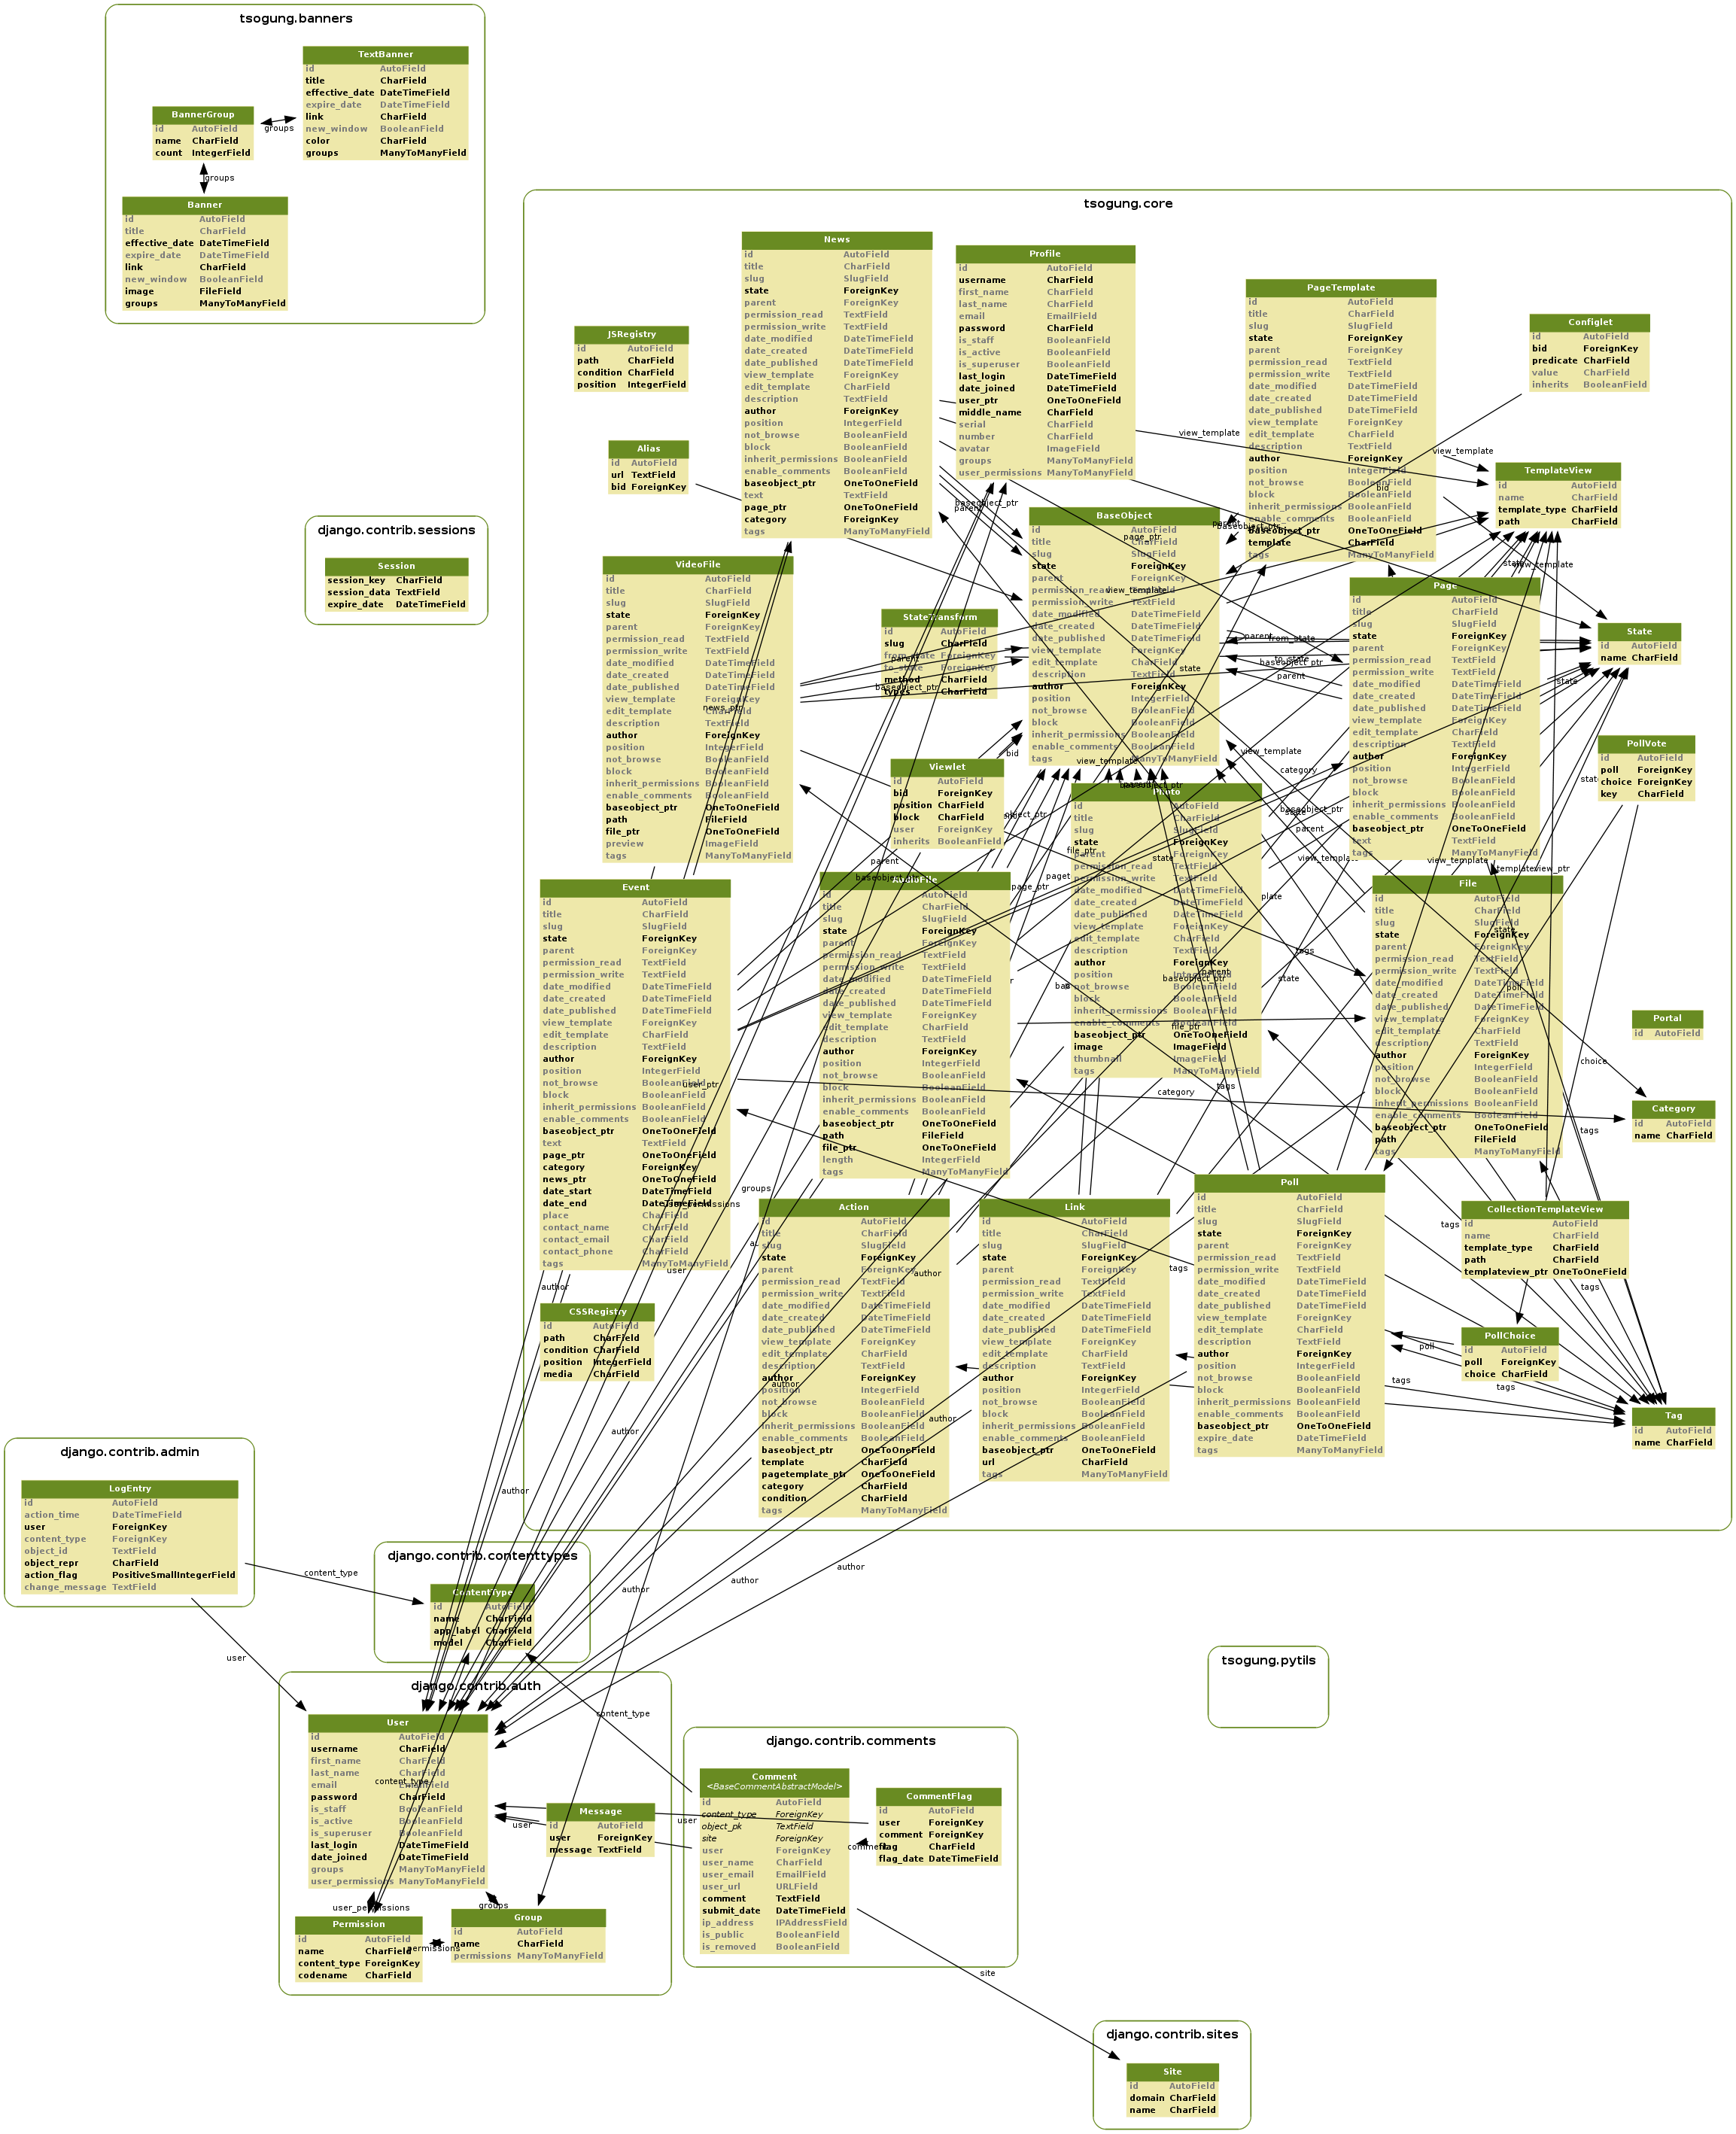 tsogung.banners
TextBanner
id AutoField
title CharField
effective_date DateTimeField
expire_date DateTimeField
link CharField
new_window BooleanField
color CharField
groups ManyToManyField
BannerGroup
id AutoField
name CharField
count IntegerField
groups
groups
Banner
id AutoField
title CharField
effective_date DateTimeField
expire_date DateTimeField
link CharField
new_window BooleanField
image FileField
groups ManyToManyField
django.contrib.sessions
Session
session_key CharField
session_data TextField
expire_date DateTimeField
tsogung.core
News
id AutoField
title CharField
slug SlugField
state ForeignKey
parent ForeignKey
permission_read TextField
permission_write TextField
date_modified DateTimeField
date_created DateTimeField
date_published DateTimeField
view_template ForeignKey
edit_template CharField
description TextField
author ForeignKey
position IntegerField
not_browse BooleanField
block BooleanField
inherit_permissions BooleanField
enable_comments BooleanField
baseobject_ptr OneToOneField
text TextField
page_ptr OneToOneField
category ForeignKey
tags ManyToManyField
Profile
id AutoField
username CharField
first_name CharField
last_name CharField
email EmailField
password CharField
is_staff BooleanField
is_active BooleanField
is_superuser BooleanField
last_login DateTimeField
date_joined DateTimeField
user_ptr OneToOneField
middle_name CharField
serial CharField
number CharField
avatar ImageField
groups ManyToManyField
user_permissions ManyToManyField
PageTemplate
id AutoField
title CharField
slug SlugField
state ForeignKey
parent ForeignKey
permission_read TextField
permission_write TextField
date_modified DateTimeField
date_created DateTimeField
date_published DateTimeField
view_template ForeignKey
edit_template CharField
description TextField
author ForeignKey
position IntegerField
not_browse BooleanField
block BooleanField
inherit_permissions BooleanField
enable_comments BooleanField
baseobject_ptr OneToOneField
template CharField
tags ManyToManyField
Configlet
id AutoField
bid ForeignKey
predicate CharField
value CharField
inherits BooleanField
JSRegistry
id AutoField
path CharField
condition CharField
position IntegerField
Alias
id AutoField
url TextField
bid ForeignKey
TemplateView
id AutoField
name CharField
template_type CharField
path CharField
BaseObject
id AutoField
title CharField
slug SlugField
state ForeignKey
parent ForeignKey
permission_read TextField
permission_write TextField
date_modified DateTimeField
date_created DateTimeField
date_published DateTimeField
view_template ForeignKey
edit_template CharField
description TextField
author ForeignKey
position IntegerField
not_browse BooleanField
block BooleanField
inherit_permissions BooleanField
enable_comments BooleanField
tags ManyToManyField
VideoFile
id AutoField
title CharField
slug SlugField
state ForeignKey
parent ForeignKey
permission_read TextField
permission_write TextField
date_modified DateTimeField
date_created DateTimeField
date_published DateTimeField
view_template ForeignKey
edit_template CharField
description TextField
author ForeignKey
position IntegerField
not_browse BooleanField
block BooleanField
inherit_permissions BooleanField
enable_comments BooleanField
baseobject_ptr OneToOneField
path FileField
file_ptr OneToOneField
preview ImageField
tags ManyToManyField
StateTransform
id AutoField
slug CharField
from_state ForeignKey
to_state ForeignKey
method CharField
types CharField
Page
id AutoField
title CharField
slug SlugField
state ForeignKey
parent ForeignKey
permission_read TextField
permission_write TextField
date_modified DateTimeField
date_created DateTimeField
date_published DateTimeField
view_template ForeignKey
edit_template CharField
description TextField
author ForeignKey
position IntegerField
not_browse BooleanField
block BooleanField
inherit_permissions BooleanField
enable_comments BooleanField
baseobject_ptr OneToOneField
text TextField
tags ManyToManyField
State
id AutoField
name CharField
PollVote
id AutoField
poll ForeignKey
choice ForeignKey
key CharField
Viewlet
id AutoField
bid ForeignKey
position CharField
block CharField
user ForeignKey
inherits BooleanField
Photo
id AutoField
title CharField
slug SlugField
state ForeignKey
parent ForeignKey
permission_read TextField
permission_write TextField
date_modified DateTimeField
date_created DateTimeField
date_published DateTimeField
view_template ForeignKey
edit_template CharField
description TextField
author ForeignKey
position IntegerField
not_browse BooleanField
block BooleanField
inherit_permissions BooleanField
enable_comments BooleanField
baseobject_ptr OneToOneField
image ImageField
thumbnail ImageField
tags ManyToManyField
Event
id AutoField
title CharField
slug SlugField
state ForeignKey
parent ForeignKey
permission_read TextField
permission_write TextField
date_modified DateTimeField
date_created DateTimeField
date_published DateTimeField
view_template ForeignKey
edit_template CharField
description TextField
author ForeignKey
position IntegerField
not_browse BooleanField
block BooleanField
inherit_permissions BooleanField
enable_comments BooleanField
baseobject_ptr OneToOneField
text TextField
page_ptr OneToOneField
category ForeignKey
news_ptr OneToOneField
date_start DateTimeField
date_end DateTimeField
place CharField
contact_name CharField
contact_email CharField
contact_phone CharField
tags ManyToManyField
AudioFile
id AutoField
title CharField
slug SlugField
state ForeignKey
parent ForeignKey
permission_read TextField
permission_write TextField
date_modified DateTimeField
date_created DateTimeField
date_published DateTimeField
view_template ForeignKey
edit_template CharField
description TextField
author ForeignKey
position IntegerField
not_browse BooleanField
block BooleanField
inherit_permissions BooleanField
enable_comments BooleanField
baseobject_ptr OneToOneField
path FileField
file_ptr OneToOneField
length IntegerField
tags ManyToManyField
File
id AutoField
title CharField
slug SlugField
state ForeignKey
parent ForeignKey
permission_read TextField
permission_write TextField
date_modified DateTimeField
date_created DateTimeField
date_published DateTimeField
view_template ForeignKey
edit_template CharField
description TextField
author ForeignKey
position IntegerField
not_browse BooleanField
block BooleanField
inherit_permissions BooleanField
enable_comments BooleanField
baseobject_ptr OneToOneField
path FileField
tags ManyToManyField
Portal
id AutoField
Category
id AutoField
name CharField
Action
id AutoField
title CharField
slug SlugField
state ForeignKey
parent ForeignKey
permission_read TextField
permission_write TextField
date_modified DateTimeField
date_created DateTimeField
date_published DateTimeField
view_template ForeignKey
edit_template CharField
description TextField
author ForeignKey
position IntegerField
not_browse BooleanField
block BooleanField
inherit_permissions BooleanField
enable_comments BooleanField
baseobject_ptr OneToOneField
template CharField
pagetemplate_ptr OneToOneField
category CharField
condition CharField
tags ManyToManyField
Link
id AutoField
title CharField
slug SlugField
state ForeignKey
parent ForeignKey
permission_read TextField
permission_write TextField
date_modified DateTimeField
date_created DateTimeField
date_published DateTimeField
view_template ForeignKey
edit_template CharField
description TextField
author ForeignKey
position IntegerField
not_browse BooleanField
block BooleanField
inherit_permissions BooleanField
enable_comments BooleanField
baseobject_ptr OneToOneField
url CharField
tags ManyToManyField
Poll
id AutoField
title CharField
slug SlugField
state ForeignKey
parent ForeignKey
permission_read TextField
permission_write TextField
date_modified DateTimeField
date_created DateTimeField
date_published DateTimeField
view_template ForeignKey
edit_template CharField
description TextField
author ForeignKey
position IntegerField
not_browse BooleanField
block BooleanField
inherit_permissions BooleanField
enable_comments BooleanField
baseobject_ptr OneToOneField
expire_date DateTimeField
tags ManyToManyField
CollectionTemplateView
id AutoField
name CharField
template_type CharField
path CharField
templateview_ptr OneToOneField
CSSRegistry
id AutoField
path CharField
condition CharField
position IntegerField
media CharField
PollChoice
id AutoField
poll ForeignKey
choice CharField
Tag
id AutoField
name CharField
view_template
view_template
bid
page_ptr
view_template
state
parent
from_state
to_state
baseobject_ptr
parent
state
state
news_ptr
baseobject_ptr
parent
bid
view_template
category
view_template
baseobject_ptr
parent
view_template
templateview_ptr
file_ptr
state
parent
page_ptr
tags
state
state
poll
baseobject_ptr
parent
file_ptr
choice
user_ptr
category
tags
tags
groups
tags
tags
tags
user
author
author
author
poll
tags
tags
author
author
author
author
author
author
django.contrib.admin
LogEntry
id AutoField
action_time DateTimeField
user ForeignKey
content_type ForeignKey
object_id TextField
object_repr CharField
action_flag PositiveSmallIntegerField
change_message TextField
content_type
user
django.contrib.contenttypes
ContentType
id AutoField
name CharField
app_label CharField
model CharField
content_type
django.contrib.auth
User
id AutoField
username CharField
first_name CharField
last_name CharField
email EmailField
password CharField
is_staff BooleanField
is_active BooleanField
is_superuser BooleanField
last_login DateTimeField
date_joined DateTimeField
groups ManyToManyField
user_permissions ManyToManyField
content_type
Message
id AutoField
user ForeignKey
message TextField
user
user
user_permissions
groups
Permission
id AutoField
name CharField
content_type ForeignKey
codename CharField
permissions
Group
id AutoField
name CharField
permissions ManyToManyField
tsogung.pytils
django.contrib.comments
Comment
<BaseCommentAbstractModel>
id AutoField
content_type ForeignKey
object_pk TextField
site ForeignKey
user ForeignKey
user_name CharField
user_email EmailField
user_url URLField
comment TextField
submit_date DateTimeField
ip_address IPAddressField
is_public BooleanField
is_removed BooleanField
comment
CommentFlag
id AutoField
user ForeignKey
comment ForeignKey
flag CharField
flag_date DateTimeField
site
django.contrib.sites
Site
id AutoField
domain CharField
name CharField